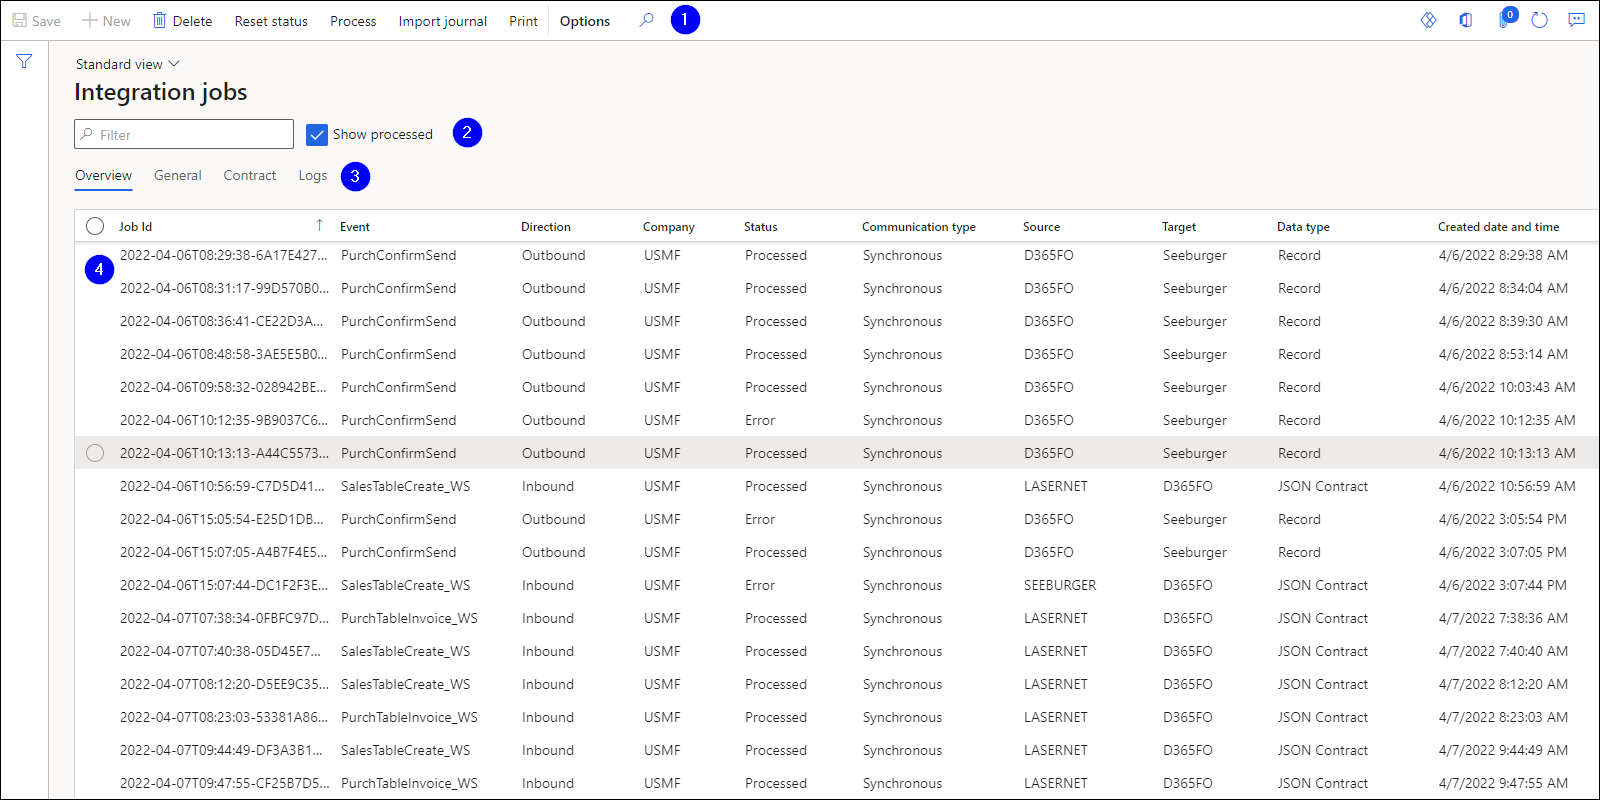 Save New Delete Reset status Process Import journal Print Options 1 0
Standard view
Integration jobs
Filter Show processed 2
Overview General Contract Logs 3
Job Id ↑ Event Direction Company Status Communication type Source Target Data type Created date and time
4 2022-04-06T08:29:38-6A17E427... PurchConfirmSend Outbound USMF Processed Synchronous D365FO Seeburger Record 4/6/2022 8:29:38 AM
2022-04-06T08:31:17-99D570B0... PurchConfirmSend Outbound USMF Processed Synchronous D365FO Seeburger Record 4/6/2022 8:34:04 AM
2022-04-06T08:36:41-CE22D3A... PurchConfirmSend Outbound USMF Processed Synchronous D365FO Seeburger Record 4/6/2022 8:39:30 AM
2022-04-06T08:48:58-3AE5E5B0... PurchConfirmSend Outbound USMF Processed Synchronous D365FO Seeburger Record 4/6/2022 8:53:14 AM
2022-04-06T09:58:32-028942BE... PurchConfirmSend Outbound USMF Processed Synchronous D365FO Seeburger Record 4/6/2022 10:03:43 AM
2022-04-06T10:12:35-9B9037C6... PurchConfirmSend Outbound USMF Error Synchronous D365FO Seeburger Record 4/6/2022 10:12:35 AM
2022-04-06T10:13:13-A44C5573... PurchConfirmSend Outbound USMF Processed Synchronous D365FO Seeburger Record 4/6/2022 10:13:13 AM
2022-04-06T10:56:59-C7D5D41... SalesTableCreate_WS Inbound USMF Processed Synchronous LASERNET D365FO JSON Contract 4/6/2022 10:56:59 AM
2022-04-06T15:05:54-E25D1DB... PurchConfirmSend Outbound USMF Error Synchronous D365FO Seeburger Record 4/6/2022 3:05:54 PM
2022-04-06T15:07:05-A4B7F4E5... PurchConfirmSend Outbound USMF Processed Synchronous D365FO Seeburger Record 4/6/2022 3:07:05 PM
2022-04-06T15:07:44-DC1F2F3E... SalesTableCreate_WS Inbound USMF Error Synchronous SEEBURGER D365FO JSON Contract 4/6/2022 3:07:44 PM
2022-04-07T07:38:34-0FBFC97D... PurchTableInvoice_WS Inbound USMF Processed Synchronous LASERNET D365FO JSON Contract 4/7/2022 7:38:36 AM
2022-04-07T07:40:38-05D45E7... SalesTableCreate_WS Inbound USMF Processed Synchronous LASERNET D365FO JSON Contract 4/7/2022 7:40:40 AM
2022-04-07T08:12:20-D5EE9C35... SalesTableCreate_WS Inbound USMF Processed Synchronous LASERNET D365FO JSON Contract 4/7/2022 8:12:20 AM
2022-04-07T08:23:03-53381A86... PurchTableInvoice_WS Inbound USMF Processed Synchronous LASERNET D365FO JSON Contract 4/7/2022 8:23:03 AM
2022-04-07T09:44:49-DF3A3B1... SalesTableCreate_WS Inbound USMF Processed Synchronous LASERNET D365FO JSON Contract 4/7/2022 9:44:49 AM
2022-04-07T09:47:55-CF25B7D5... PurchTableInvoice_WS Inbound USMF Processed Synchronous LASERNET D365FO JSON Contract 4/7/2022 9:47:55 AM